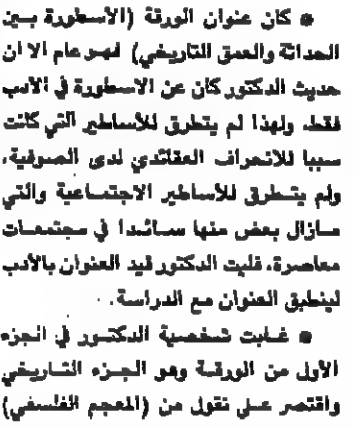 ● كان عنوان الورقة (الأسطورة بين
الحداثة والعمق التاريخي) فهو عام الا ان
حديث الدكتور كان عن الاسطورة في الأدب
فقط. ولهذا لم يتطرق للأساطير التي كانت
سببا للانحراف العقائدي لدى الصوفية،
ولم يتطرق للأساطير الاجتماعية والتي
مازال بعض منها سائدا في مجتمعات
معاصرة، فليت الدكتور قيد العنوان بالأدب
لينطبق العنوان مع الدراسة.
● غابت شخصية الدكتور في الجزء
الأول من الورقة وهو الجزء التاريخي
واقتصر على نقول من (المعجم الفلسفي)